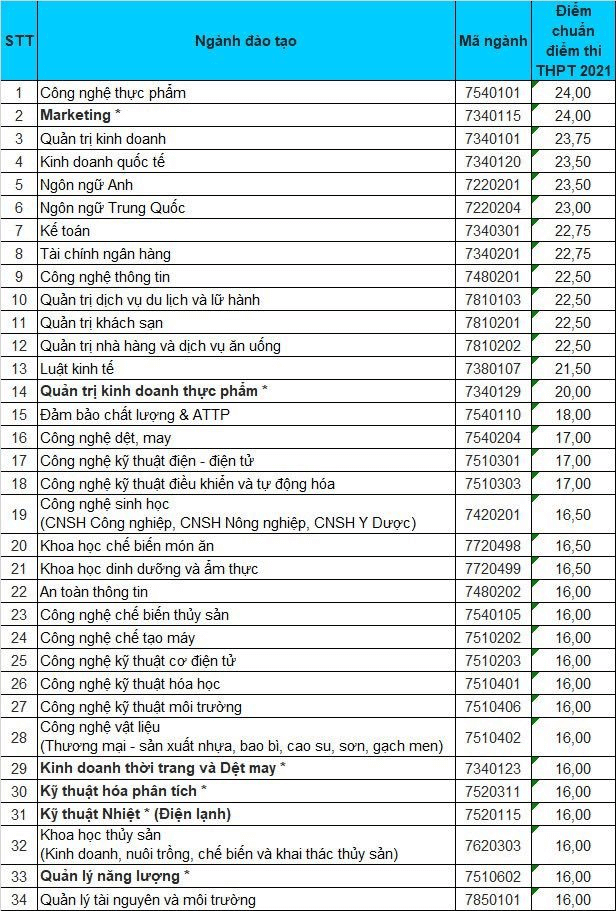 STT Ngành đào tạo Mã ngành Điểm chuẩn điểm thi THPT 2021
1 Công nghệ thực phẩm 7540101 24,00
2 Marketing * 7340115 24,00
3 Quản trị kinh doanh 7340101 23,75
4 Kinh doanh quốc tế 7340120 23,50
5 Ngôn ngữ Anh 7220201 23,50
6 Ngôn ngữ Trung Quốc 7220204 23,00
7 Kế toán 7340301 22,75
8 Tài chính ngân hàng 7340201 22,75
9 Công nghệ thông tin 7480201 22,50
10 Quản trị dịch vụ du lịch và lữ hành 7810103 22,50
11 Quản trị khách sạn 7810201 22,50
12 Quản trị nhà hàng và dịch vụ ăn uống 7810202 22,50
13 Luật kinh tế 7380107 21,50
14 Quản trị kinh doanh thực phẩm * 7340129 20,00
15 Đảm bảo chất lượng & ATTP 7540110 18,00
16 Công nghệ dệt, may 7540204 17,00
17 Công nghệ kỹ thuật điện - điện tử 7510301 17,00
18 Công nghệ kỹ thuật điều khiển và tự động hóa 7510303 17,00
19 Công nghệ sinh học
(CNSH Công nghiệp, CNSH Nông nghiệp, CNSH Y Dược) 7420201 16,50
20 Khoa học chế biến món ăn 7720498 16,50
21 Khoa học dinh dưỡng và ẩm thực 7720499 16,50
22 An toàn thông tin 7480202 16,00
23 Công nghệ chế biến thủy sản 7540105 16,00
24 Công nghệ chế tạo máy 7510202 16,00
25 Công nghệ kỹ thuật cơ điện tử 7510203 16,00
26 Công nghệ kỹ thuật hóa học 7510401 16,00
27 Công nghệ kỹ thuật môi trường 7510406 16,00
28 Công nghệ vật liệu
(Thương mại - sản xuất nhựa, bao bì, cao su, sơn, gạch men) 7510402 16,00
29 Kinh doanh thời trang và Dệt may * 7340123 16,00
30 Kỹ thuật hóa phân tích * 7520311 16,00
31 Kỹ thuật Nhiệt * (Điện lạnh) 7520115 16,00
32 Khoa học thủy sản
(Kinh doanh, nuôi trồng, chế biến và khai thác thủy sản) 7620303 16,00
33 Quản lý năng lượng * 7510602 16,00
34 Quản lý tài nguyên và môi trường 7850101 16,00